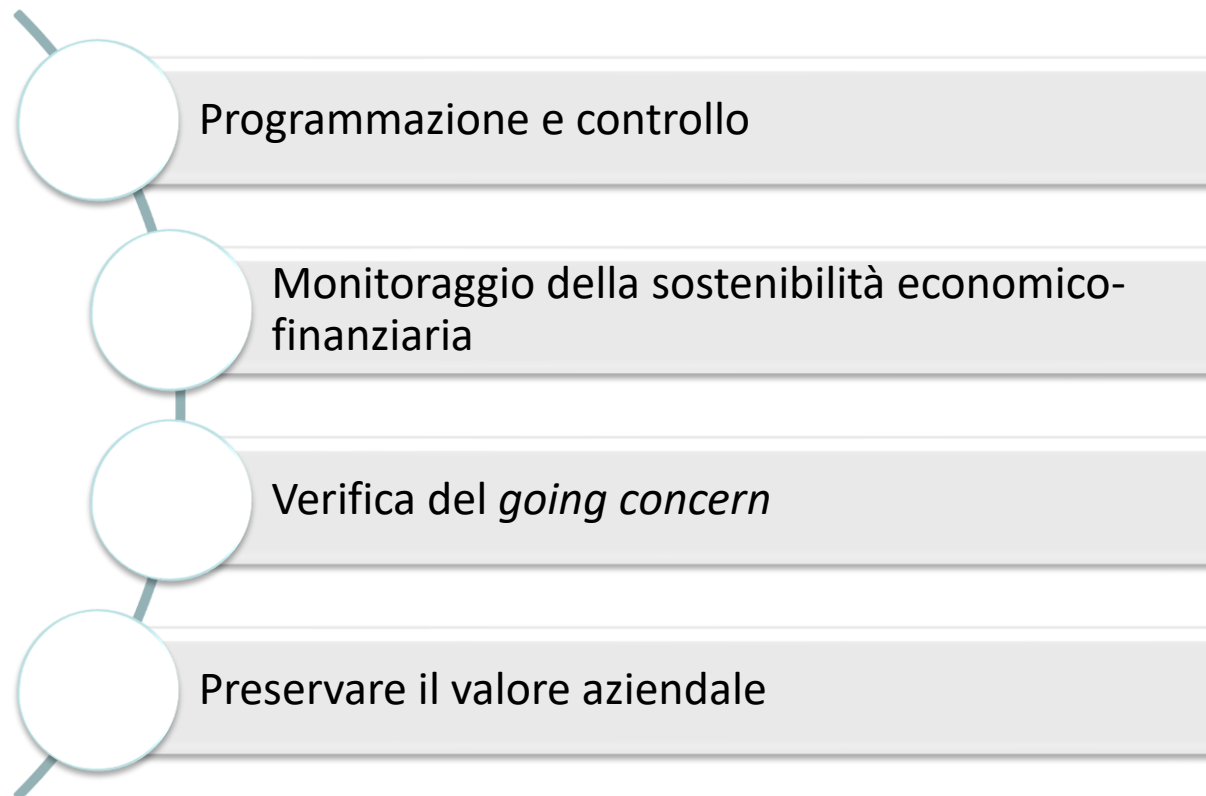 Programmazione e controllo
Monitoraggio della sostenibilità economico-
finanziaria
Verifica del going concern
Preservare il valore aziendale